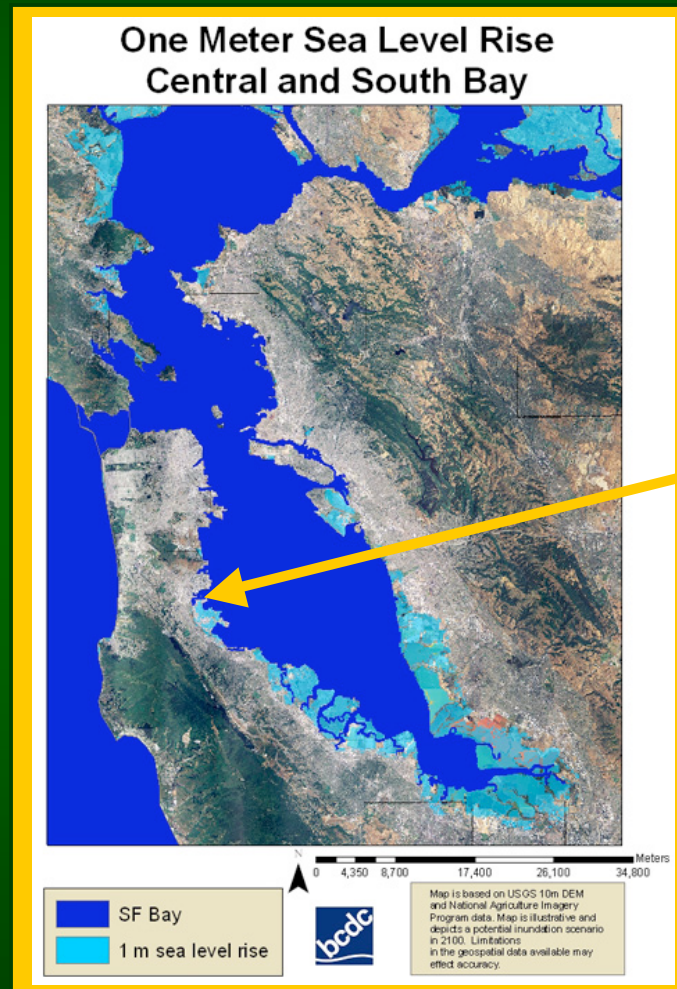 One Meter Sea Level Rise
Central and South Bay
N
Meters
0 4,350 8,700 17,400 26,100 34,800
SF Bay
1 m sea level rise
bcdc
Map is based on USGS 10m DEM
and National Agriculture Imagery
Program data. Map is illustrative and
depicts a potential inundation scenario
in 2100. Limitations
in the geospatial data available may
effect accuracy.